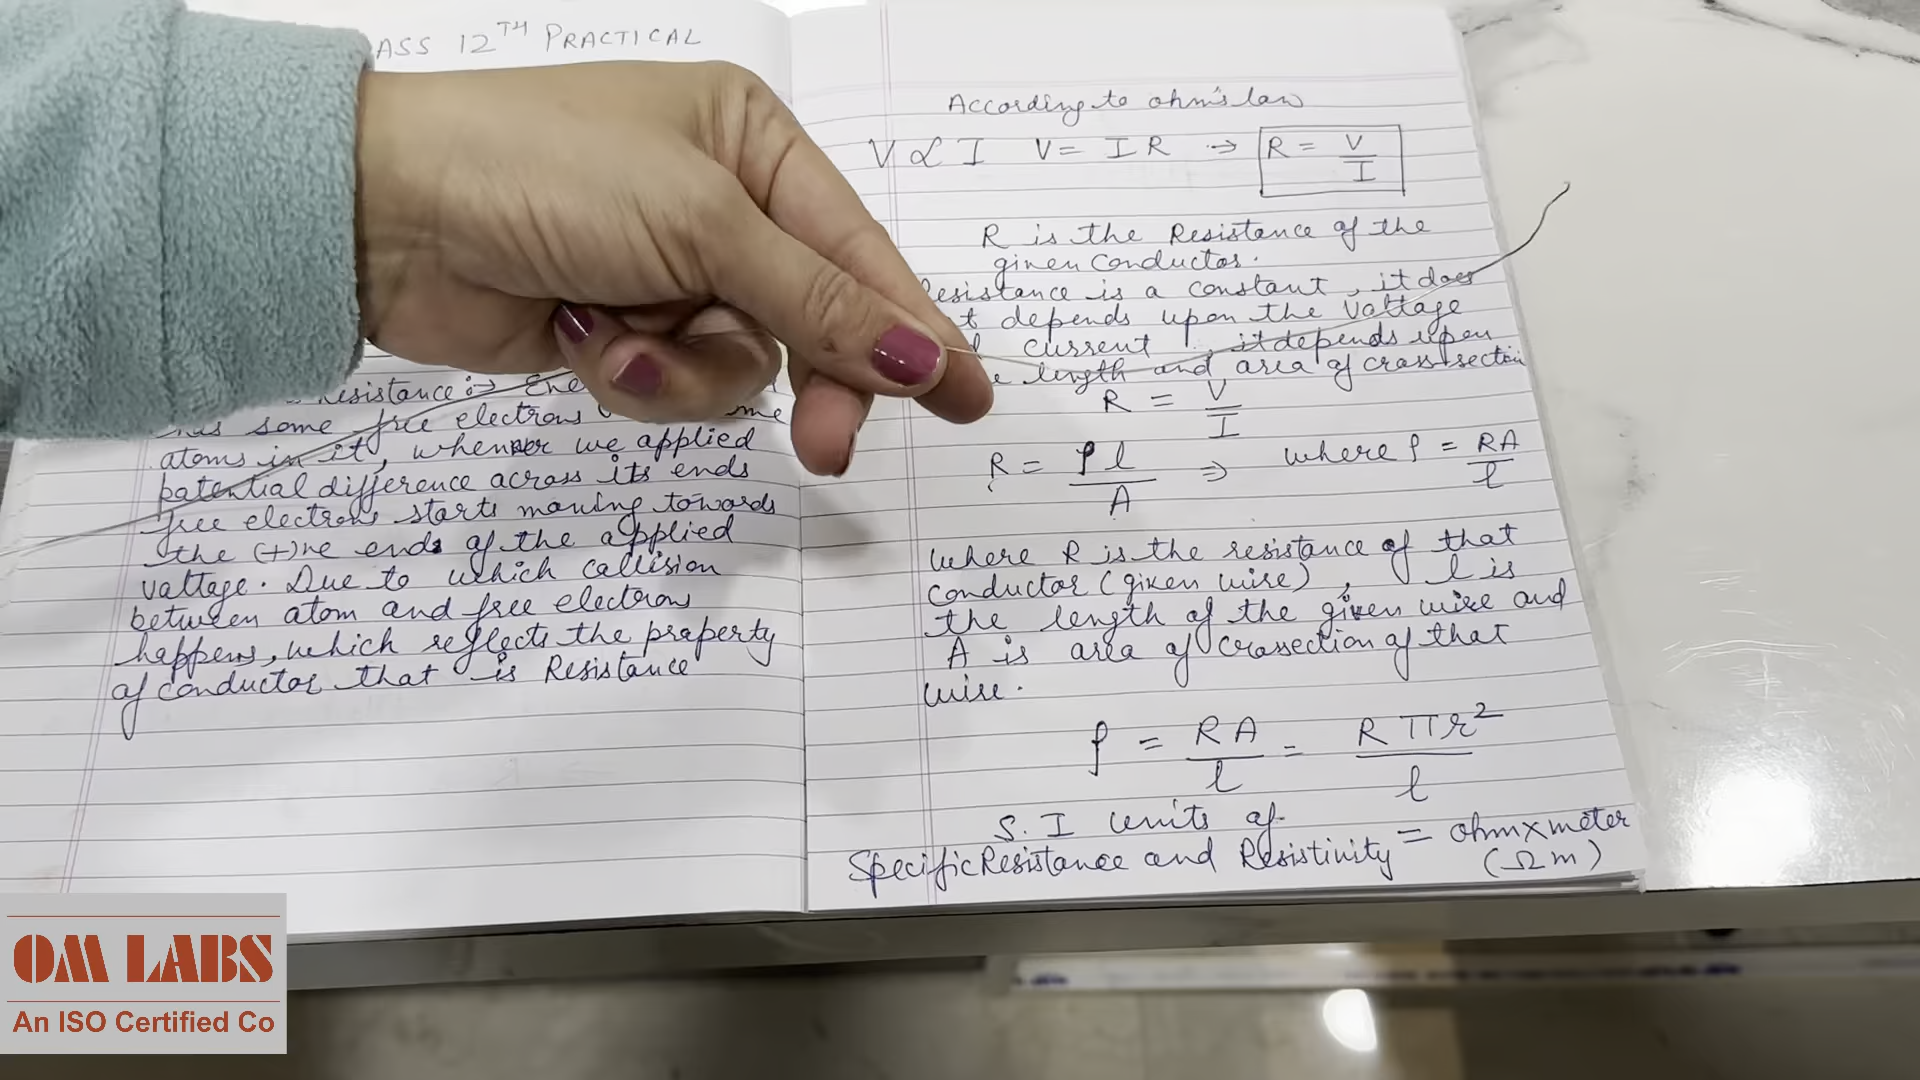 ASS 12TH PRACTICAL
Resistance :→ Ene
has some free electrons
atoms in it, whenever we applied
potential difference across its ends
free electrons starts moving towards
the (+)ve ends of the applied
voltage. Due to which collision
between atom and free electrons
happens, which reflects the property
of conductor that is Resistance
According to ohm's law
V ∝ I V = I R → R = V/I
R is the Resistance of the
given conductor.
Resistance is a constant, it does
depends upon the Voltage
current, it depends upon
length and area of cross section
R = V/I
R = ρl/A ⇒ where ρ = RA/l
where R is the resistance of that
conductor (given wire), l is
the length of the given wire and
A is area of crossection of that
wire.
ρ = RA/l = Rπr²/l
S. I units of
Specific Resistance and Resistivity = ohm×meter
(Ωm)
OM LABS
An ISO Certified Co